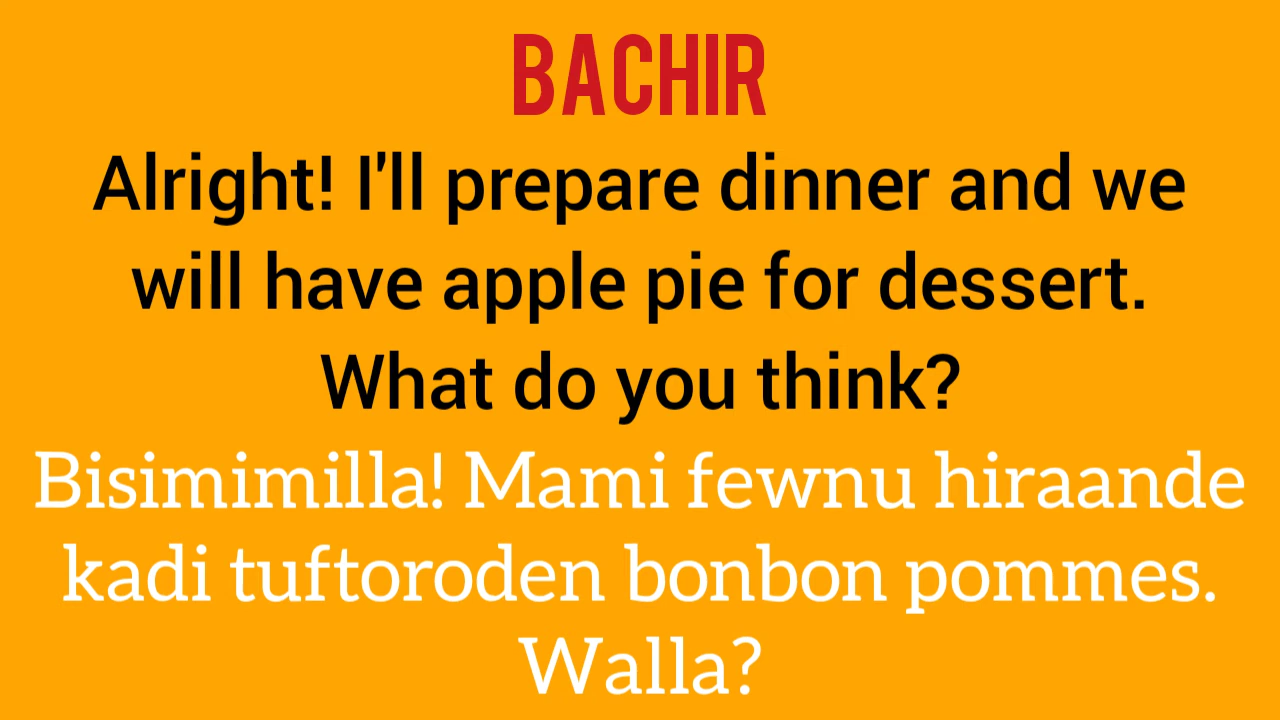 BACHIR
Alright! I'll prepare dinner and we
will have apple pie for dessert.
What do you think?
Bisimimilla! Mami fewnu hiraande
kadi tuftoroden bonbon pommes.
Walla?